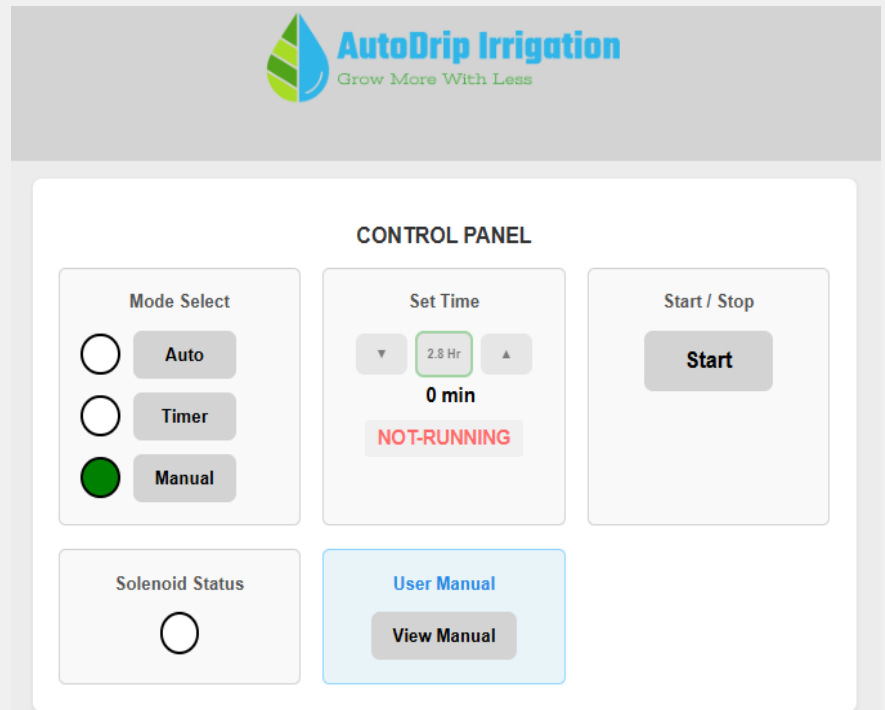 AutoDrip Irrigation
Grow More With Less
CONTROL PANEL
Mode Select
Auto
Timer
Manual
Set Time
▼ 2.8 Hr ▲
0 min
NOT-RUNNING
Start / Stop
Start
Solenoid Status
User Manual
View Manual